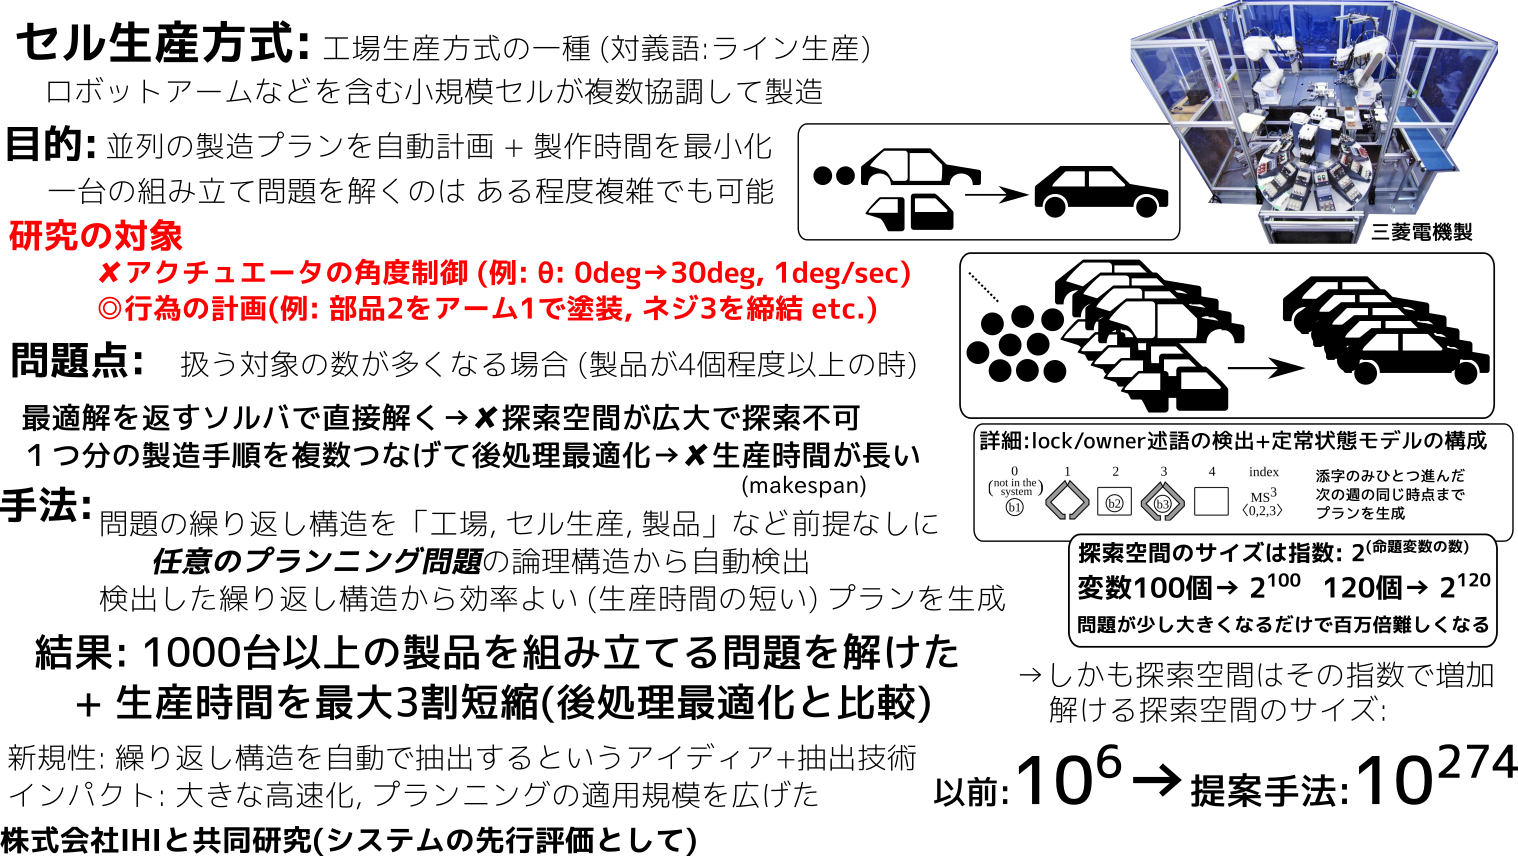 セル生産方式: 工場生産方式の一種 (対義語:ライン生産)
ロボットアームなどを含む小規模セルが複数協調して製造
目的: 並列の製造プランを自動計画 + 製作時間を最小化
一台の組み立て問題を解くのは ある程度複雑でも可能
三菱電機製
研究の対象
✘アクチュエータの角度制御 (例: θ: 0deg→30deg, 1deg/sec)
◎行為の計画(例: 部品2をアーム1で塗装, ネジ3を締結 etc.)
問題点: 扱う対象の数が多くなる場合 (製品が4個程度以上の時)
最適解を返すソルバで直接解く→✘探索空間が広大で探索不可
1つ分の製造手順を複数つなげて後処理最適化→✘生産時間が長い
(makespan)
手法: 問題の繰り返し構造を「工場, セル生産, 製品」など前提なしに
任意のプランニング問題の論理構造から自動検出
検出した繰り返し構造から効率よい (生産時間の短い) プランを生成
詳細:lock/owner述語の検出+定常状態モデルの構成
0 1 2 3 4 index
(not in the system)
b1 b2 b3
MS³
〈0,2,3〉
添字のみひとつ進んだ
次の週の同じ時点まで
プランを生成
探索空間のサイズは指数: 2^(命題変数の数)
変数100個→ 2^100 120個→ 2^120
問題が少し大きくなるだけで百万倍難しくなる
結果: 1000台以上の製品を組み立てる問題を解けた
+ 生産時間を最大3割短縮(後処理最適化と比較)
→しかも探索空間はその指数で増加
解ける探索空間のサイズ:
以前:10^6→提案手法:10^274
新規性: 繰り返し構造を自動で抽出するというアイディア+抽出技術
インパクト: 大きな高速化, プランニングの適用規模を広げた
株式会社IHIと共同研究(システムの先行評価として)